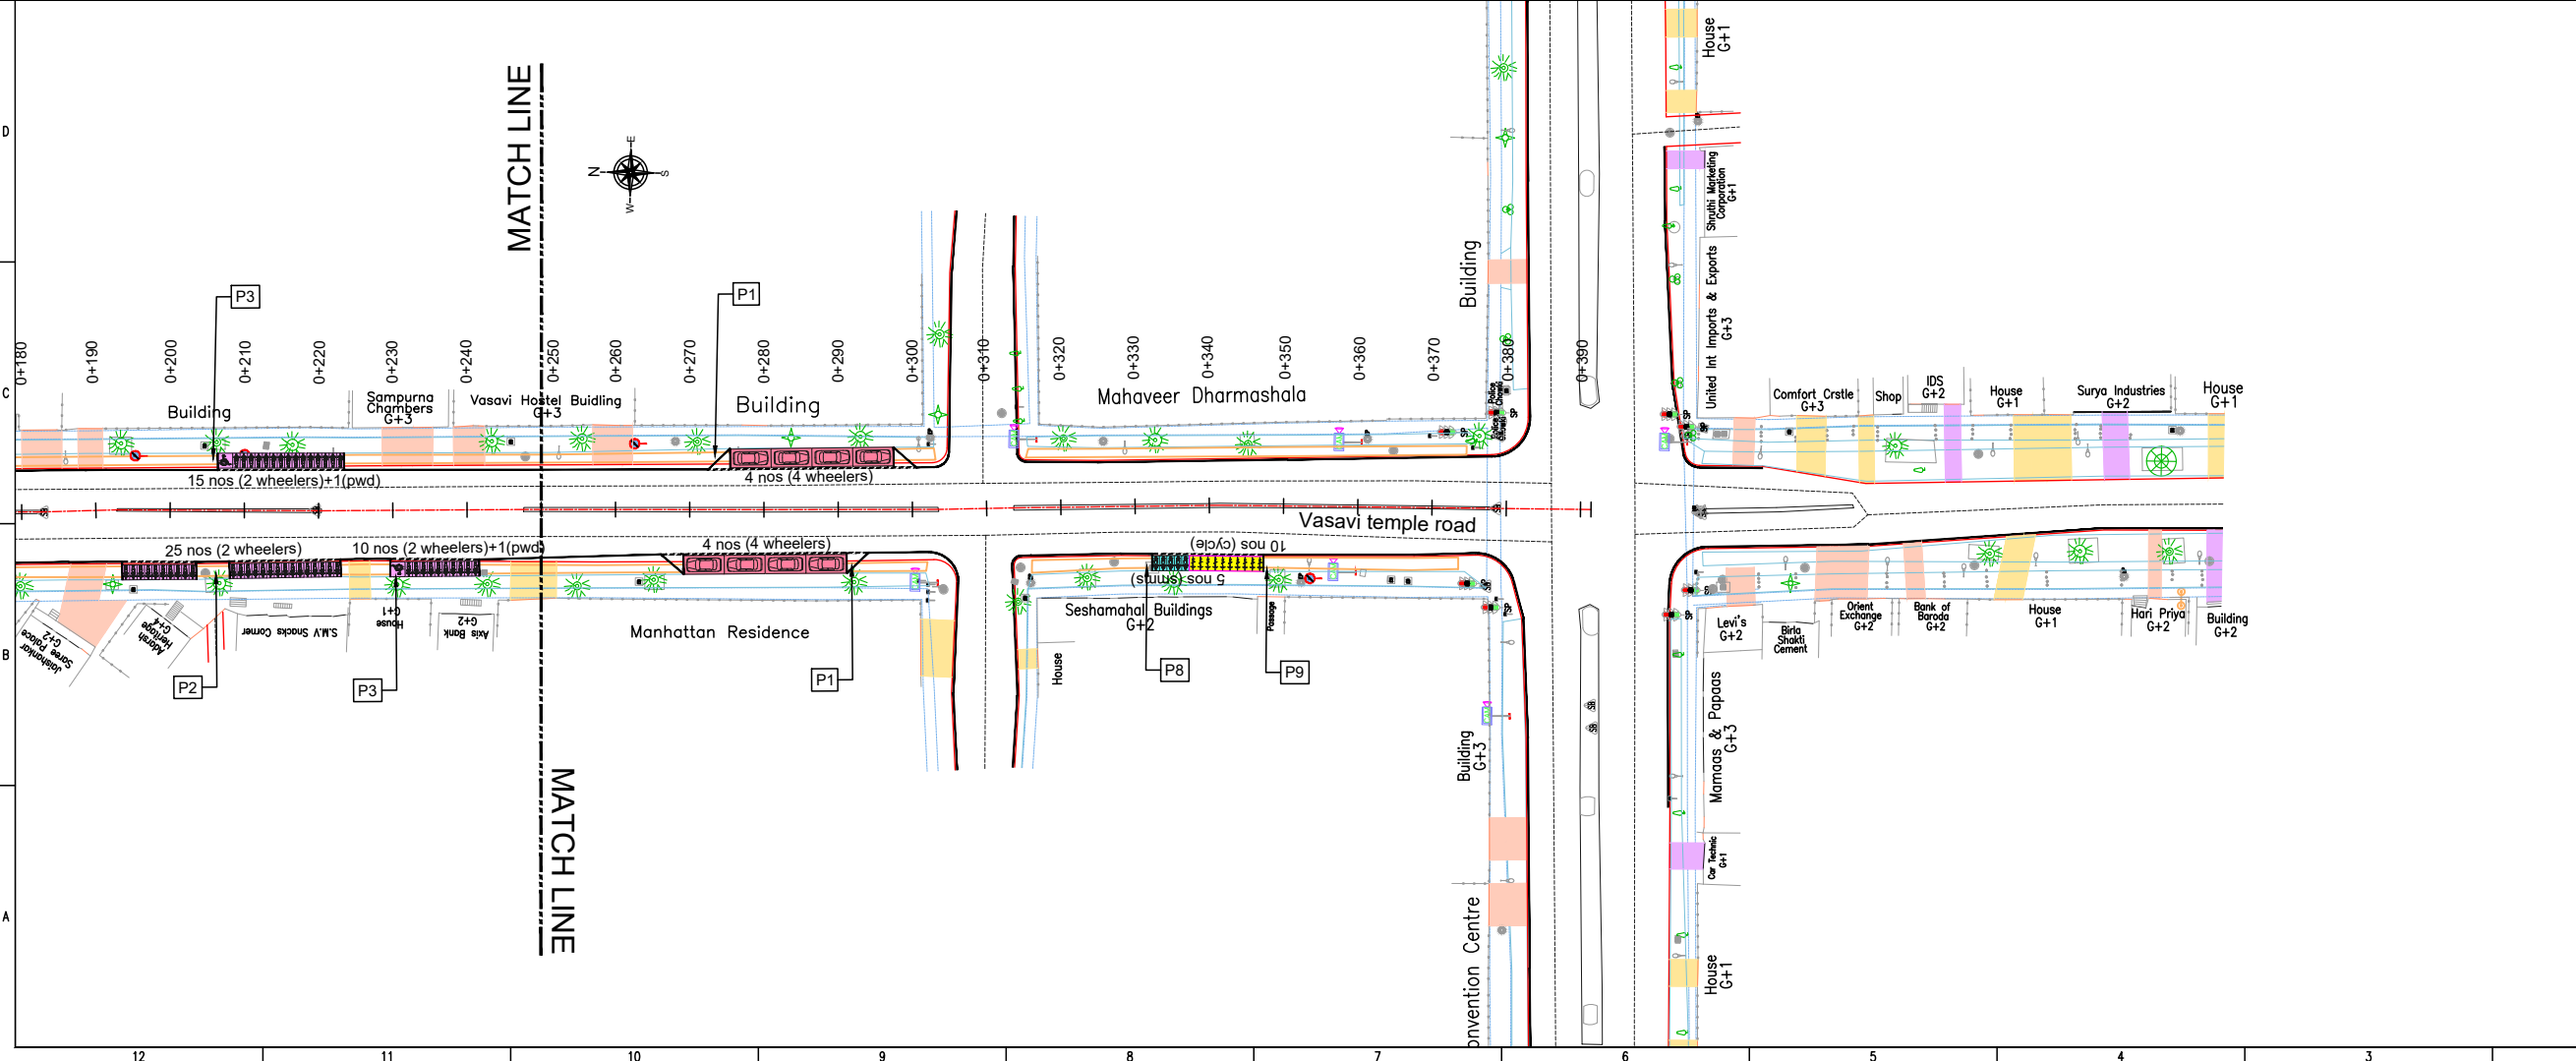 D
C
B
A
12
11
10
9
8
7
6
5
4
3
MATCH LINE
MATCH LINE
N
E
S
W
P3
P1
0+180
0+190
0+200
0+210
0+220
0+230
0+240
0+250
0+260
0+270
0+280
0+290
0+300
0+310
0+320
0+330
0+340
0+350
0+360
0+370
0+380
0+390
Building
Sampurna
Chambers
G+3
Vasavi Hostel Buidling
G+3
Building
Mahaveer Dharmashala
Building
15 nos (2 wheelers)+1(pwd)
4 nos (4 wheelers)
Vasavi temple road
25 nos (2 wheelers)
10 nos (2 wheelers)+1(pwd)
4 nos (4 wheelers)
10 nos (cycle)
5 nos(smms)
Jaishankar
Saree Palace
G+2
Adarsh
Heritage
G+4
S.M.V Snacks Corner
House
G+1
Axis Bank
G+2
Manhattan Residence
Seshamahal Buildings
G+2
Passage
House
P2
P3
P1
P8
P9
Building
G+3
onvention Centre
House
G+1
Shruthi Marketing
Corporation
G+1
United Int Imports & Exports
G+3
Comfort Crstle
G+3
Shop
IDS
G+2
House
G+1
Surya Industries
G+2
House
G+1
Levi's
G+2
Birla
Shakti
Cement
Orient
Exchange
G+2
Bank of
Baroda
G+2
House
G+1
Hari Priya
G+2
Building
G+2
Mamaas & Papaas
G+3
Car Technic
G+1
House
G+1